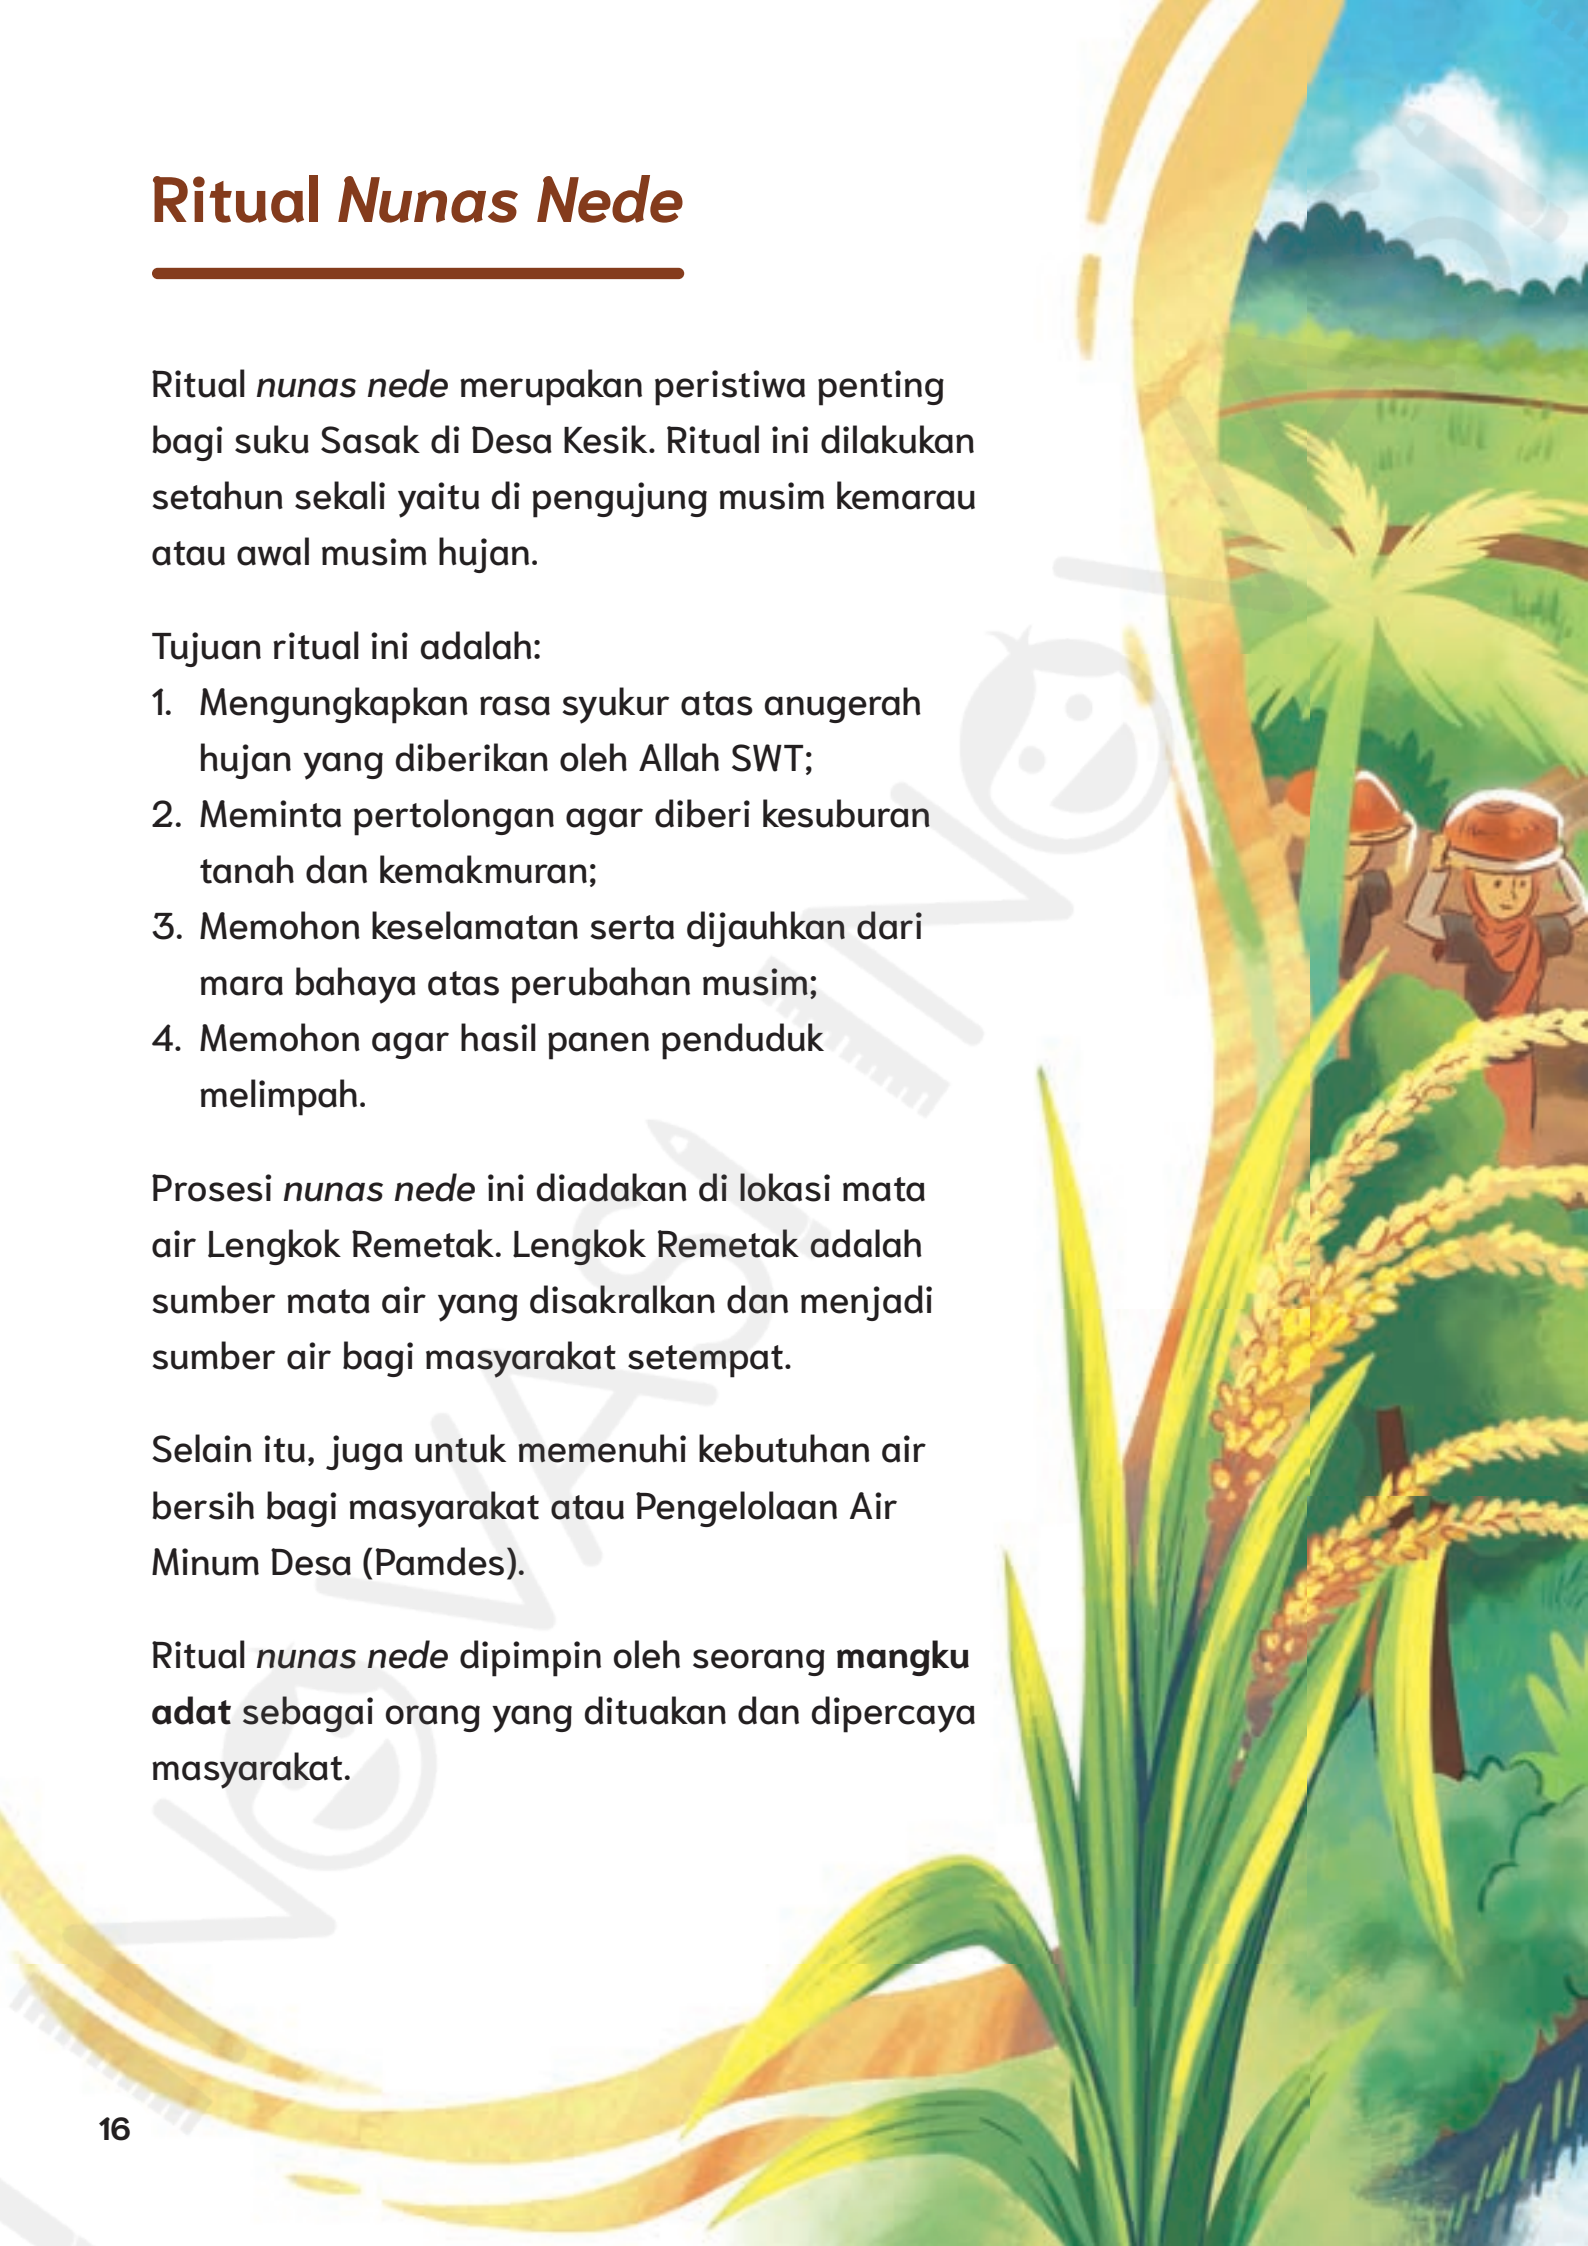 Ritual Nunas Nede
Ritual nunas nede merupakan peristiwa penting
bagi suku Sasak di Desa Kesik. Ritual ini dilakukan
setahun sekali yaitu di pengujung musim kemarau
atau awal musim hujan.
Tujuan ritual ini adalah:
1. Mengungkapkan rasa syukur atas anugerah
hujan yang diberikan oleh Allah SWT;
2. Meminta pertolongan agar diberi kesuburan
tanah dan kemakmuran;
3. Memohon keselamatan serta dijauhkan dari
mara bahaya atas perubahan musim;
4. Memohon agar hasil panen penduduk
melimpah.
Prosesi nunas nede ini diadakan di lokasi mata
air Lengkok Remetak. Lengkok Remetak adalah
sumber mata air yang disakralkan dan menjadi
sumber air bagi masyarakat setempat.
Selain itu, juga untuk memenuhi kebutuhan air
bersih bagi masyarakat atau Pengelolaan Air
Minum Desa (Pamdes).
Ritual nunas nede dipimpin oleh seorang mangku
adat sebagai orang yang dituakan dan dipercaya
masyarakat.
16
INOVASI